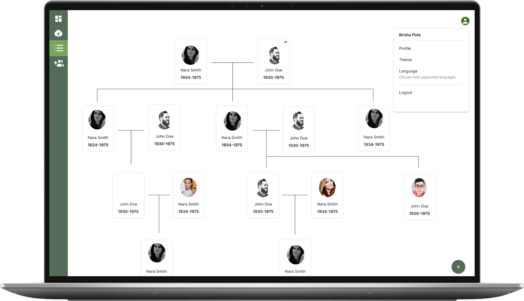 Brisha Pote
Profile
Theme
Language
Choose from supported languages
Logout
Nara Smith
1934-1975
John Doe
1930-1975
Nara Smith
1934-1975
John Doe
1930-1975
Nara Smith
1934-1975
John Doe
1930-1975
Nara Smith
1934-1975
John Doe
1930-1975
Nara Smith
1934-1975
John Doe
1930-1975
Nara Smith
1934-1975
John Doe
1930-1975
Nara Smith
Nara Smith